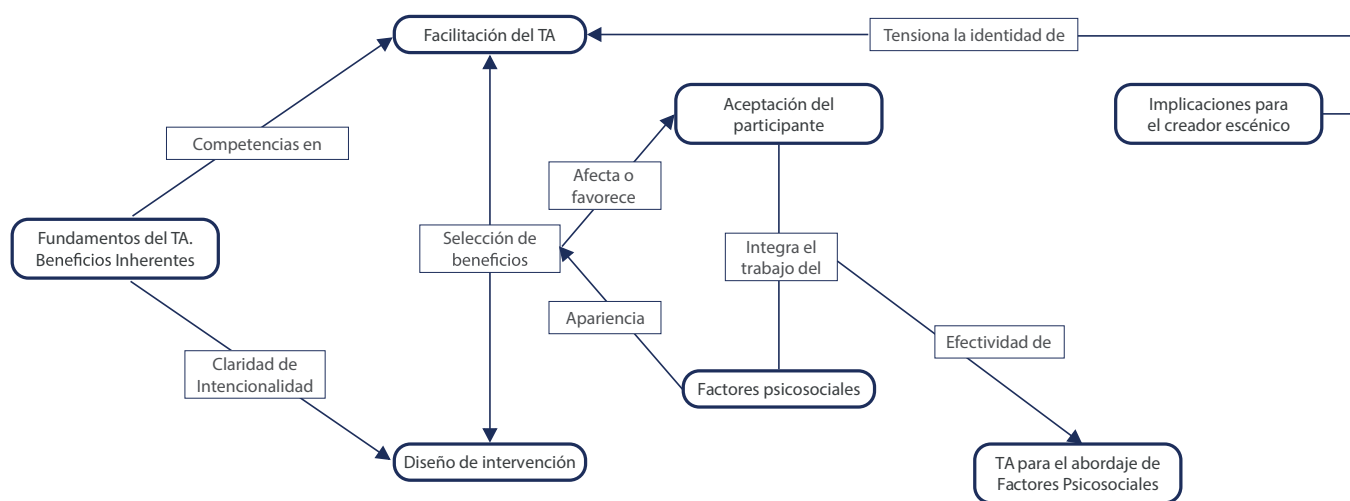 Facilitación del TA
Tensiona la identidad de
Aceptación del
participante
Implicaciones para
el creador escénico
Competencias en
Afecta o
favorece
Fundamentos del TA.
Beneficios Inherentes
Selección de
beneficios
Integra el
trabajo del
Apariencia
Efectividad de
Claridad de
Intencionalidad
Factores psicosociales
Diseño de intervención
TA para el abordaje de
Factores Psicosociales